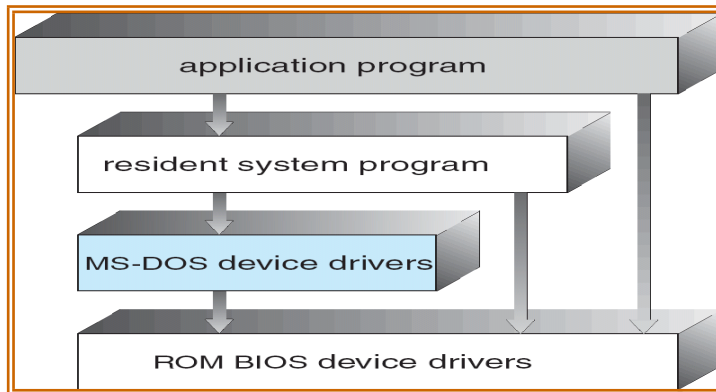 application program
resident system program
MS-DOS device drivers
ROM BIOS device drivers